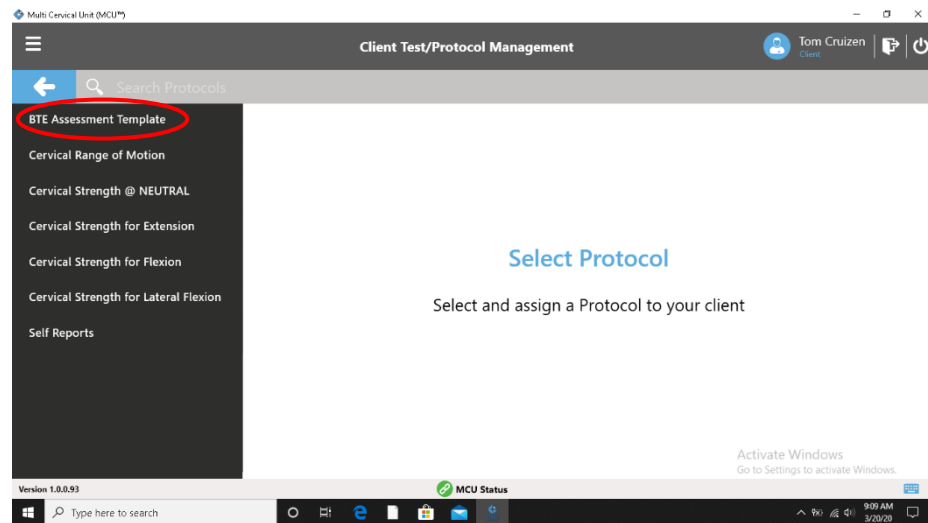 Multi Cervical Unit (MCU™)
Client Test/Protocol Management
Tom Cruizen
Client
Search Protocols
BTE Assessment Template
Cervical Range of Motion
Cervical Strength @ NEUTRAL
Cervical Strength for Extension
Cervical Strength for Flexion
Cervical Strength for Lateral Flexion
Self Reports
Select Protocol
Select and assign a Protocol to your client
Activate Windows
Go to Settings to activate Windows.
Version 1.0.0.93
MCU Status
Type here to search
9:09 AM
3/20/20